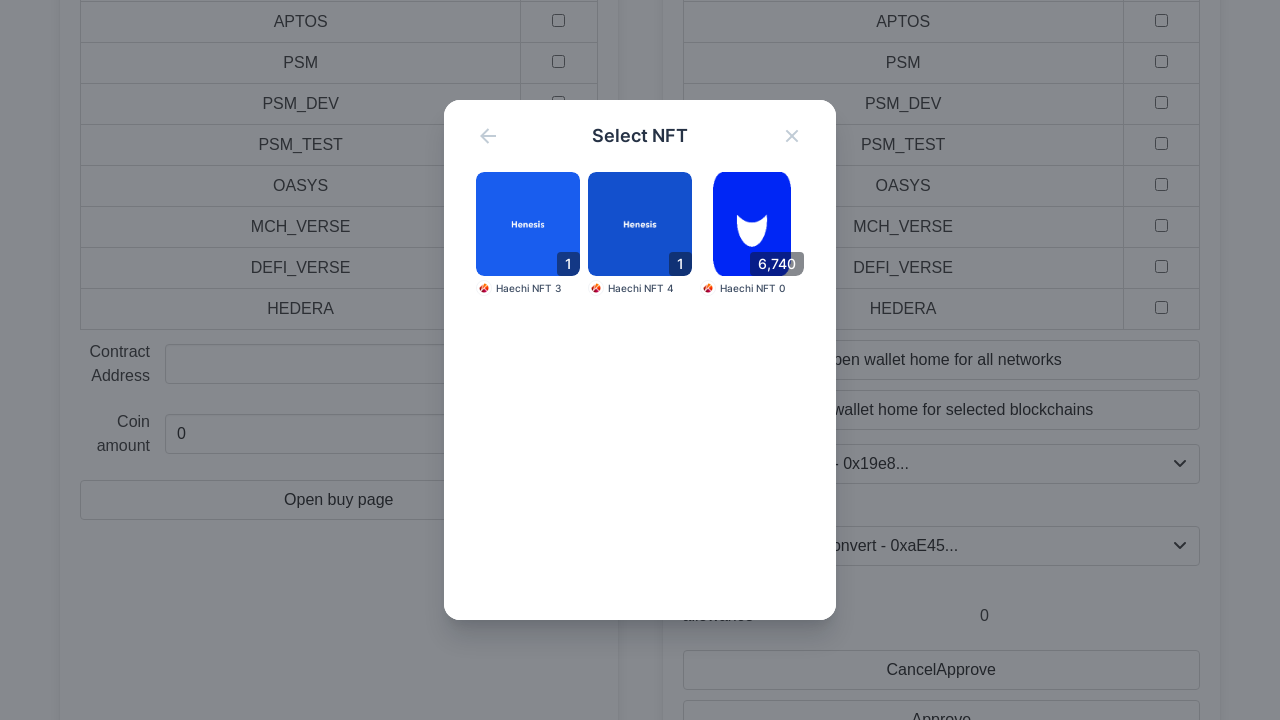 APTOS
PSM
PSM_DEV
PSM_TEST
OASYS
MCH_VERSE
DEFI_VERSE
HEDERA
Contract
Address
Coin
amount
0
Open buy page
Select NFT
Henesis
1
Haechi NFT 3
Henesis
1
Haechi NFT 4
6,740
Haechi NFT 0
APTOS
PSM
PSM_DEV
PSM_TEST
OASYS
MCH_VERSE
DEFI_VERSE
HEDERA
wallet home for all networks
wallet home for selected blockchains
- 0x19e8...
- 0xaE45...
0
CancelApprove
Approve